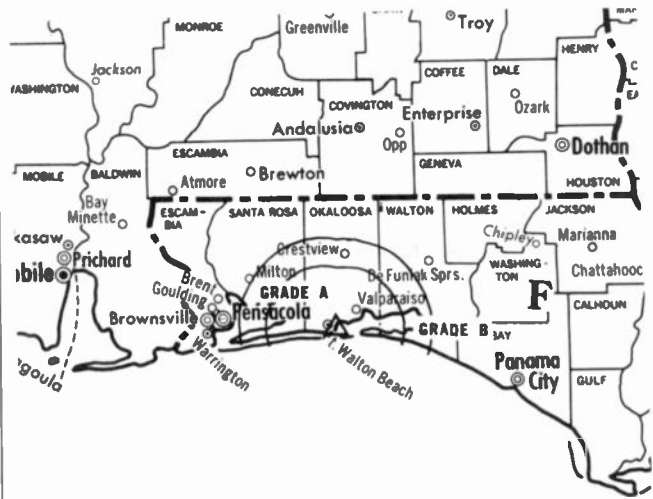 MONROE
Greenville
Troy
HENRY
Jackson
COFFEE
DALE
CONECUH
COVINGTON
Enterprise
Ozark
Andalusia
Opp
Dothan
ESCAMBIA
MOBILE
BALDWIN
Brewton
GENEVA
Atmore
HOUSTON
Bay
Minette
ESCAM-
BIA
SANTA ROSA
OKALOOSA
WALTON
HOLMES
JACKSON
Chipley
Marianna
kasaw
Prichard
bile
Crestview
Milton
De Funiak Sprs.
WASHING-
TON
Chattahooc
Brent
Goulding
GRADE A
Valparaiso
F
CALHOUN
Brownsville
Pensacola
GRADE B
BAY
Warrington
t. Walton Beach
Panama
City
goula
GULF